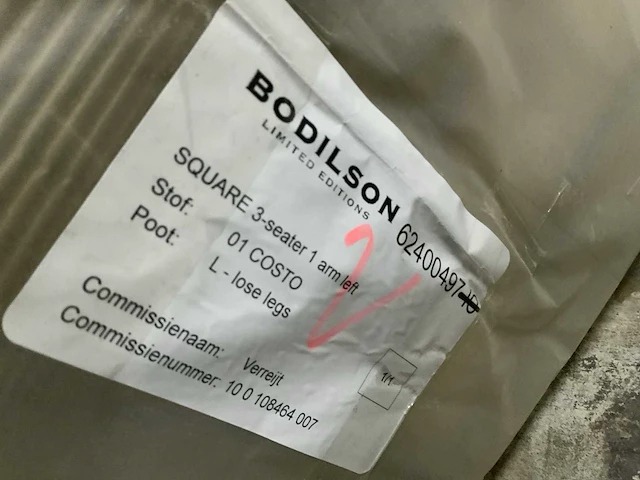 BODILSON
LIMITED EDITIONS
62400497-
SQUARE 3-seater 1 arm left
Stof: 01 COSTO
Poot: L - lose legs
Commissienaam: Verreijt
Commissienummer: 10 0 108464 007
1/1